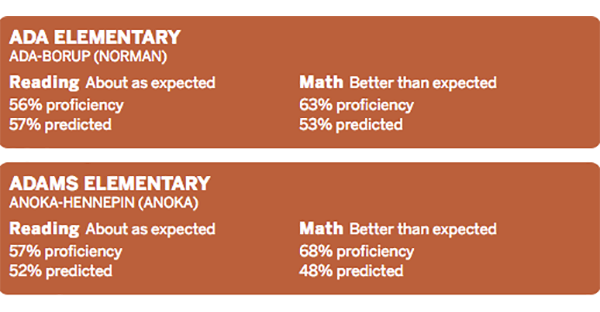 ADA ELEMENTARY
ADA-BORUP (NORMAN)
Reading About as expected
56% proficiency
57% predicted
Math Better than expected
63% proficiency
53% predicted
ADAMS ELEMENTARY
ANOKA-HENNEPIN (ANOKA)
Reading About as expected
57% proficiency
52% predicted
Math Better than expected
68% proficiency
48% predicted